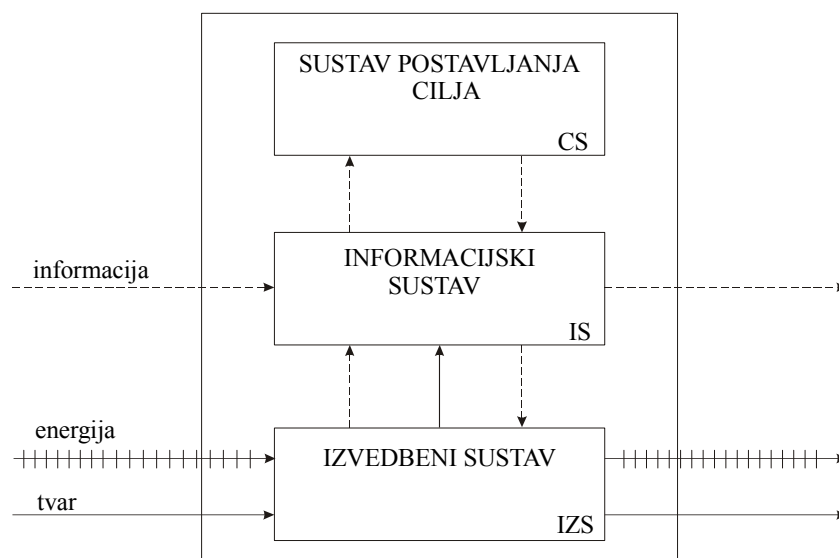 SUSTAV POSTAVLJANJA
CILJA
CS
informacija
INFORMACIJSKI
SUSTAV
IS
energija
IZVEDBENI SUSTAV
tvar
IZS